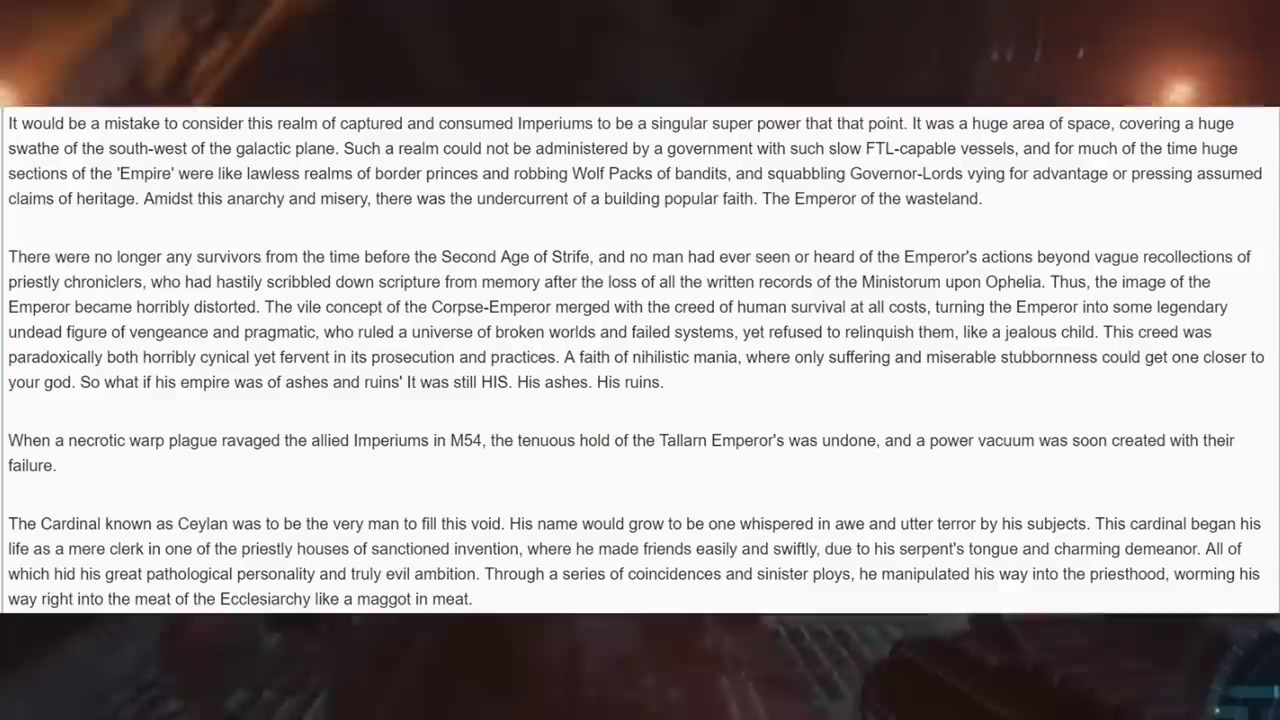 It would be a mistake to consider this realm of captured and consumed Imperiums to be a singular super power that that point. It was a huge area of space, covering a huge
swathe of the south-west of the galactic plane. Such a realm could not be administered by a government with such slow FTL-capable vessels, and for much of the time huge
sections of the 'Empire' were like lawless realms of border princes and robbing Wolf Packs of bandits, and squabbling Governor-Lords vying for advantage or pressing assumed
claims of heritage. Amidst this anarchy and misery, there was the undercurrent of a building popular faith. The Emperor of the wasteland.
There were no longer any survivors from the time before the Second Age of Strife, and no man had ever seen or heard of the Emperor's actions beyond vague recollections of
priestly chroniclers, who had hastily scribbled down scripture from memory after the loss of all the written records of the Ministorum upon Ophelia. Thus, the image of the
Emperor became horribly distorted. The vile concept of the Corpse-Emperor merged with the creed of human survival at all costs, turning the Emperor into some legendary
undead figure of vengeance and pragmatic, who ruled a universe of broken worlds and failed systems, yet refused to relinquish them, like a jealous child. This creed was
paradoxically both horribly cynical yet fervent in its prosecution and practices. A faith of nihilistic mania, where only suffering and miserable stubbornness could get one closer to
your god. So what if his empire was of ashes and ruins' It was still HIS. His ashes. His ruins.
When a necrotic warp plague ravaged the allied Imperiums in M54, the tenuous hold of the Tallarn Emperor's was undone, and a power vacuum was soon created with their
failure.
The Cardinal known as Ceylan was to be the very man to fill this void. His name would grow to be one whispered in awe and utter terror by his subjects. This cardinal began his
life as a mere clerk in one of the priestly houses of sanctioned invention, where he made friends easily and swiftly, due to his serpent's tongue and charming demeanor. All of
which hid his great pathological personality and truly evil ambition. Through a series of coincidences and sinister ploys, he manipulated his way into the priesthood, worming his
way right into the meat of the Ecclesiarchy like a maggot in meat.